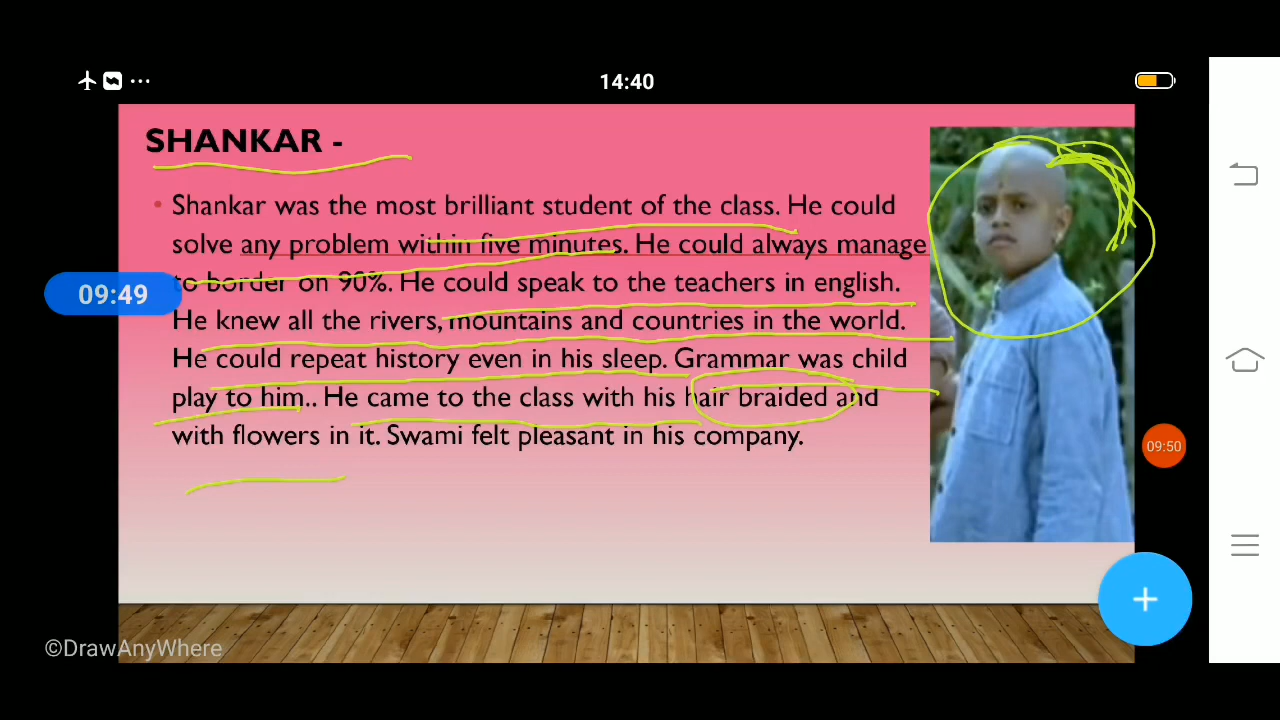 14:40
SHANKAR -
• Shankar was the most brilliant student of the class. He could
solve any problem within five minutes. He could always manage
to border on 90%. He could speak to the teachers in english.
09:49
He knew all the rivers, mountains and countries in the world.
He could repeat history even in his sleep. Grammar was child
play to him.. He came to the class with his hair braided and
with flowers in it. Swami felt pleasant in his company.
09:50
©DrawAnyWhere